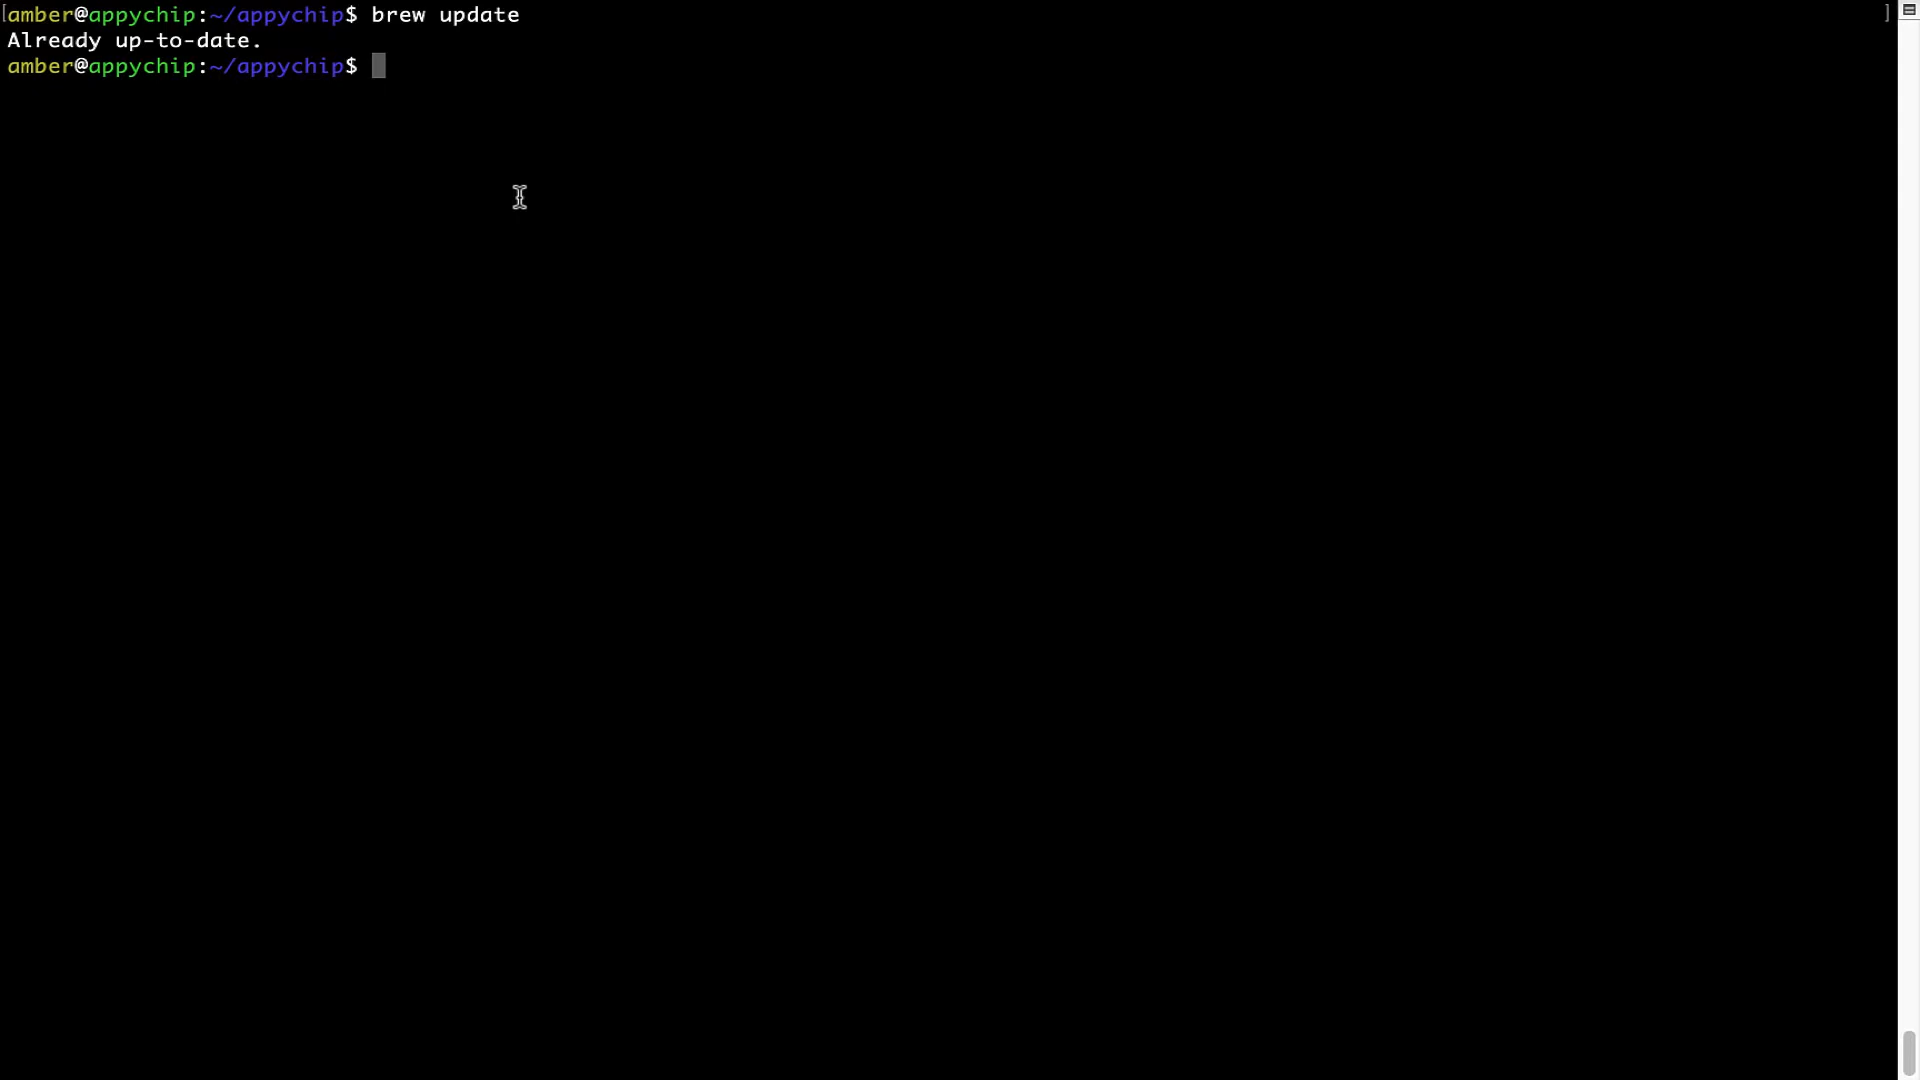 [amber@appychip:~/appychip$ brew update ]
Already up-to-date.
amber@appychip:~/appychip$